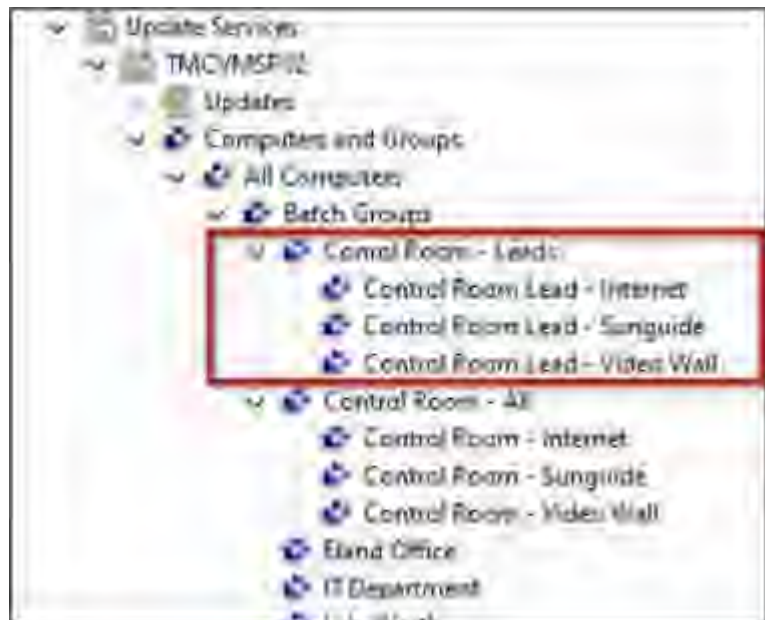 Update Services
Updates
Computers and Groups
All Computers
Batch Groups
Control Room - Leads
Control Room Lead - Internet
Control Room Lead - Sunguide
Control Room Lead - Video Wall
Control Room - All
Control Room - Internet
Control Room - Sunguide
Control Room - Video Wall
Office
IT Department